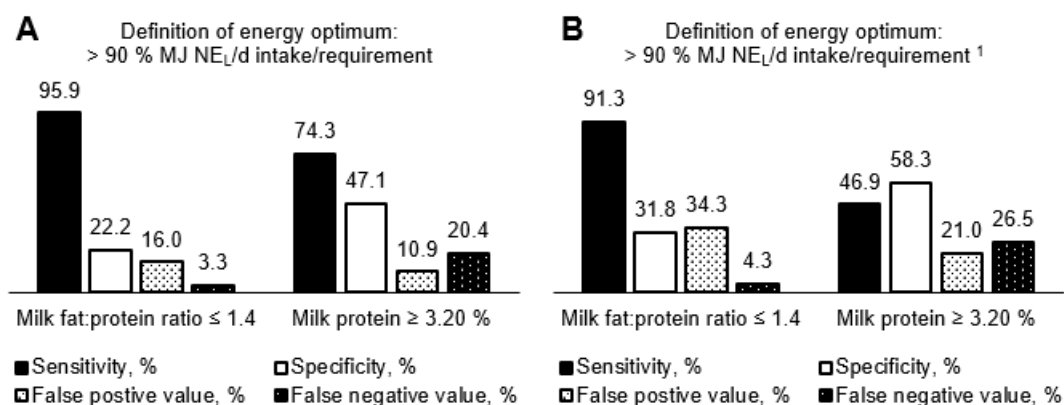 A
Definition of energy optimum:
> 90 % MJ NEL/d intake/requirement
95.9
22.2
16.0
3.3
74.3
47.1
10.9
20.4
Milk fat:protein ratio ≤ 1.4
Milk protein ≥ 3.20 %
Sensitivity, %
Specificity, %
False postive value, %
False negative value, %
B
Definition of energy optimum:
> 90 % MJ NEL/d intake/requirement 1
91.3
31.8
34.3
4.3
46.9
58.3
21.0
26.5
Milk fat:protein ratio ≤ 1.4
Milk protein ≥ 3.20 %
Sensitivity, %
Specificity, %
False postive value, %
False negative value, %